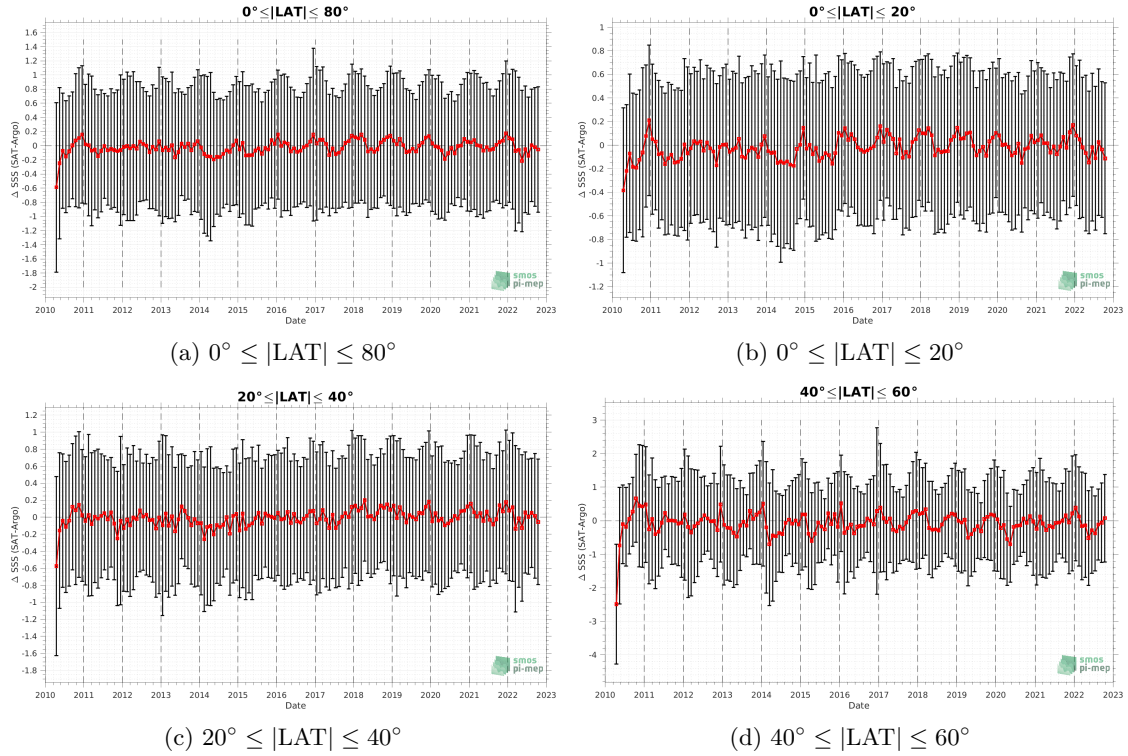 0°≤|LAT|≤ 80°
1.6
1.4
1.2
1
0.8
0.6
0.4
0.2
0
-0.2
-0.4
-0.6
-0.8
-1
-1.2
-1.4
-1.6
-1.8
-2
Δ SSS (SAT-Argo)
2010 2011 2012 2013 2014 2015 2016 2017 2018 2019 2020 2021 2022 2023
Date
smos
pi-mep
(a) 0° ≤ |LAT| ≤ 80°
0°≤|LAT|≤ 20°
1
0.8
0.6
0.4
0.2
0
-0.2
-0.4
-0.6
-0.8
-1
-1.2
Δ SSS (SAT-Argo)
2010 2011 2012 2013 2014 2015 2016 2017 2018 2019 2020 2021 2022 2023
Date
smos
pi-mep
(b) 0° ≤ |LAT| ≤ 20°
20°≤|LAT|≤ 40°
1.2
1
0.8
0.6
0.4
0.2
0
-0.2
-0.4
-0.6
-0.8
-1
-1.2
-1.4
-1.6
-1.8
Δ SSS (SAT-Argo)
2010 2011 2012 2013 2014 2015 2016 2017 2018 2019 2020 2021 2022 2023
Date
smos
pi-mep
(c) 20° ≤ |LAT| ≤ 40°
40°≤|LAT|≤ 60°
3
2
1
0
-1
-2
-3
-4
Δ SSS (SAT-Argo)
2010 2011 2012 2013 2014 2015 2016 2017 2018 2019 2020 2021 2022 2023
Date
smos
pi-mep
(d) 40° ≤ |LAT| ≤ 60°